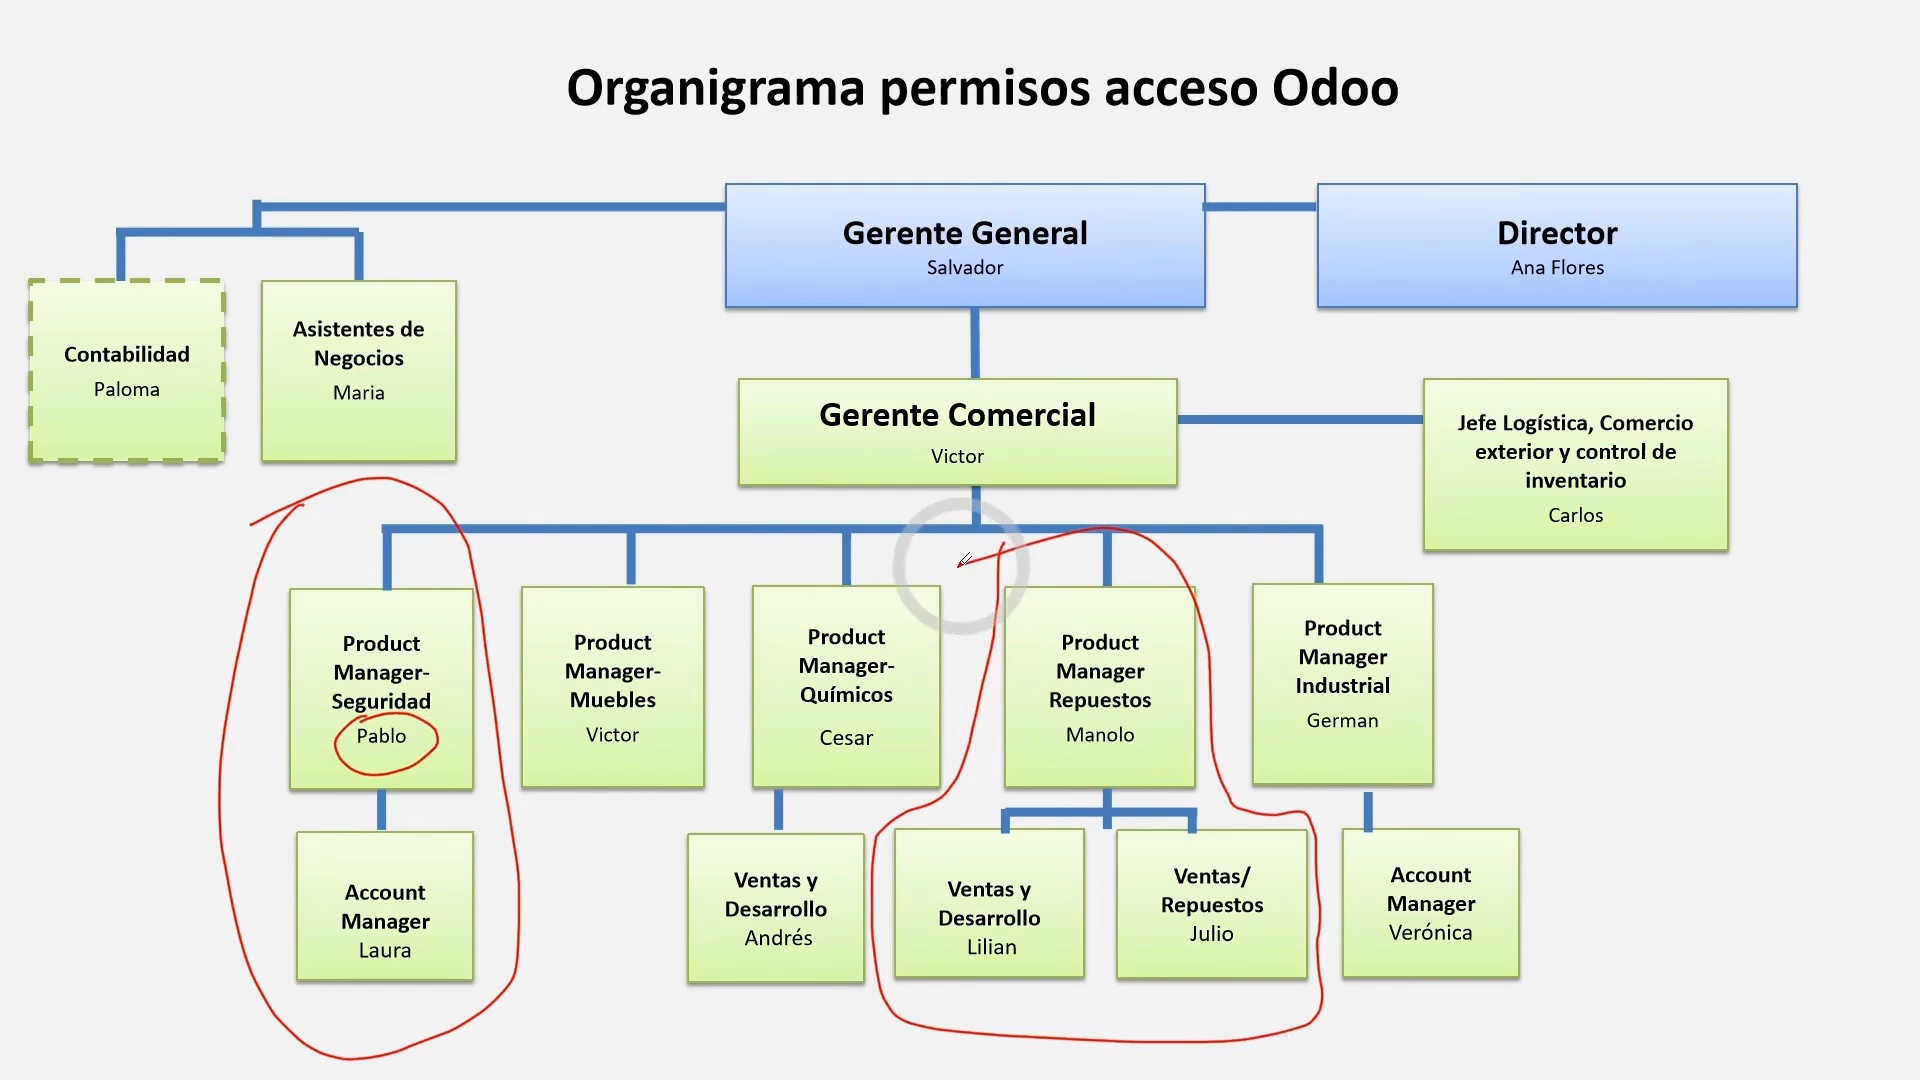 Organigrama permisos acceso Odoo
Gerente General
Salvador
Director
Ana Flores
Contabilidad
Paloma
Asistentes de
Negocios
Maria
Gerente Comercial
Victor
Jefe Logística, Comercio
exterior y control de
inventario
Carlos
Product
Manager-
Seguridad
Pablo
Product
Manager-
Muebles
Victor
Product
Manager-
Químicos
Cesar
Product
Manager
Repuestos
Manolo
Product
Manager
Industrial
German
Account
Manager
Laura
Ventas y
Desarrollo
Andrés
Ventas y
Desarrollo
Lilian
Ventas/
Repuestos
Julio
Account
Manager
Verónica